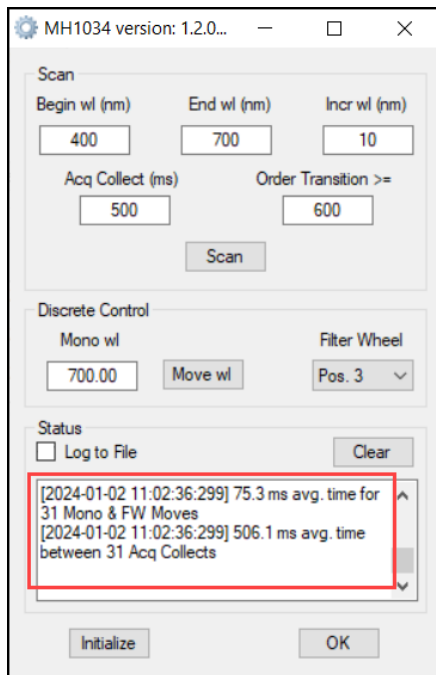 MH1034 version: 1.2.0...
Scan
Begin wl (nm) End wl (nm) Incr wl (nm)
400 700 10
Acq Collect (ms) Order Transition >=
500 600
Scan
Discrete Control
Mono wl Filter Wheel
700.00 Move wl Pos. 3
Status
Log to File Clear
[2024-01-02 11:02:36:299] 75.3 ms avg. time for
31 Mono & FW Moves
[2024-01-02 11:02:36:299] 506.1 ms avg. time
between 31 Acq Collects
Initialize OK